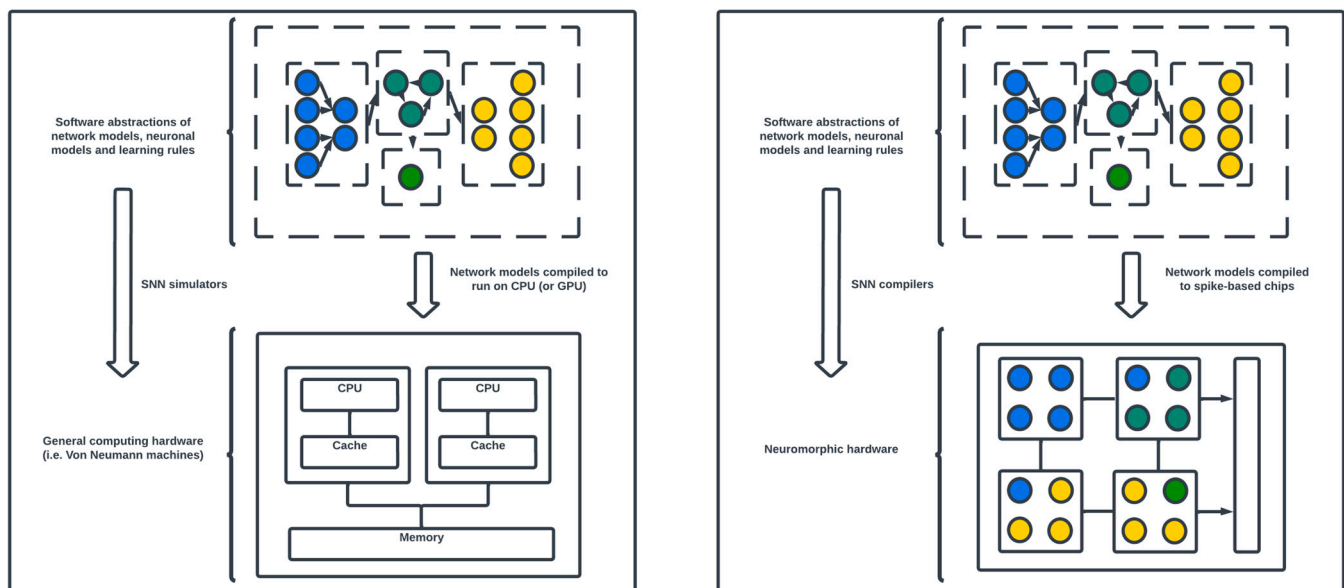 Software abstractions of
network models, neuronal
models and learning rules
SNN simulators
Network models compiled to
run on CPU (or GPU)
General computing hardware
(i.e. Von Neumann machines)
CPU
CPU
Cache
Cache
Memory
Software abstractions of
network models, neuronal
models and learning rules
SNN compilers
Network models compiled
to spike-based chips
Neuromorphic hardware